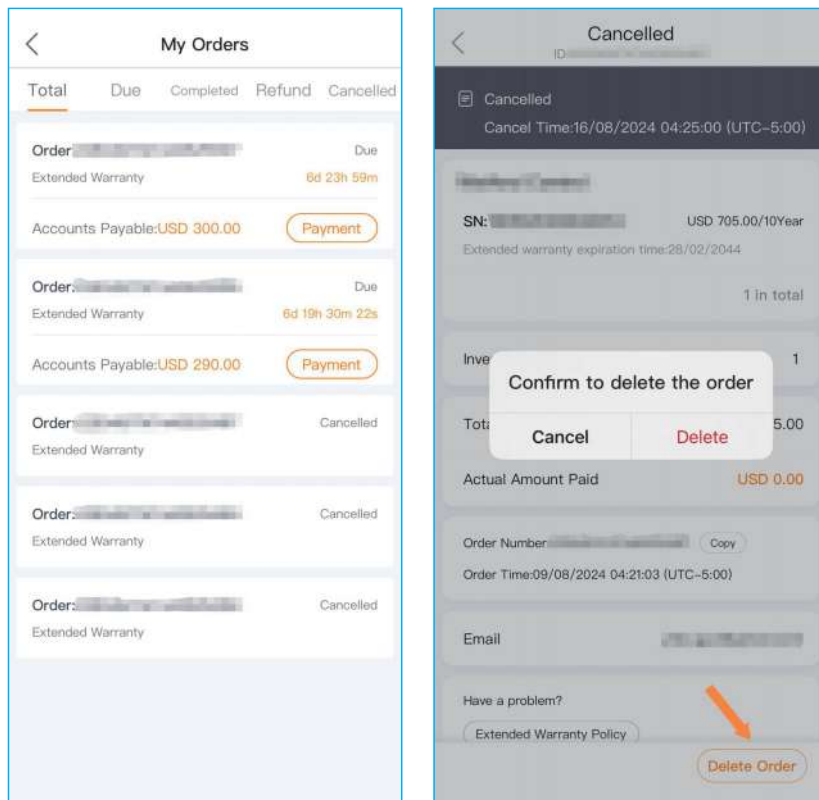 My Orders
Total Due Completed Refund Cancelled
Order: Due
Extended Warranty 6d 23h 59m
Accounts Payable:USD 300.00 Payment
Order: Due
Extended Warranty 6d 19h 30m 22s
Accounts Payable:USD 290.00 Payment
Order: Cancelled
Extended Warranty
Order: Cancelled
Extended Warranty
Order: Cancelled
Extended Warranty
Cancelled
ID
Cancelled
Cancel Time:16/08/2024 04:25:00 (UTC-5:00)
SN: USD 705.00/10Year
Extended warranty expiration time:28/02/2044
1 in total
Inve 1
Confirm to delete the order
Tota 5.00
Cancel Delete
Actual Amount Paid USD 0.00
Order Number Copy
Order Time:09/08/2024 04:21:03 (UTC-5:00)
Email
Have a problem?
Extended Warranty Policy
Delete Order